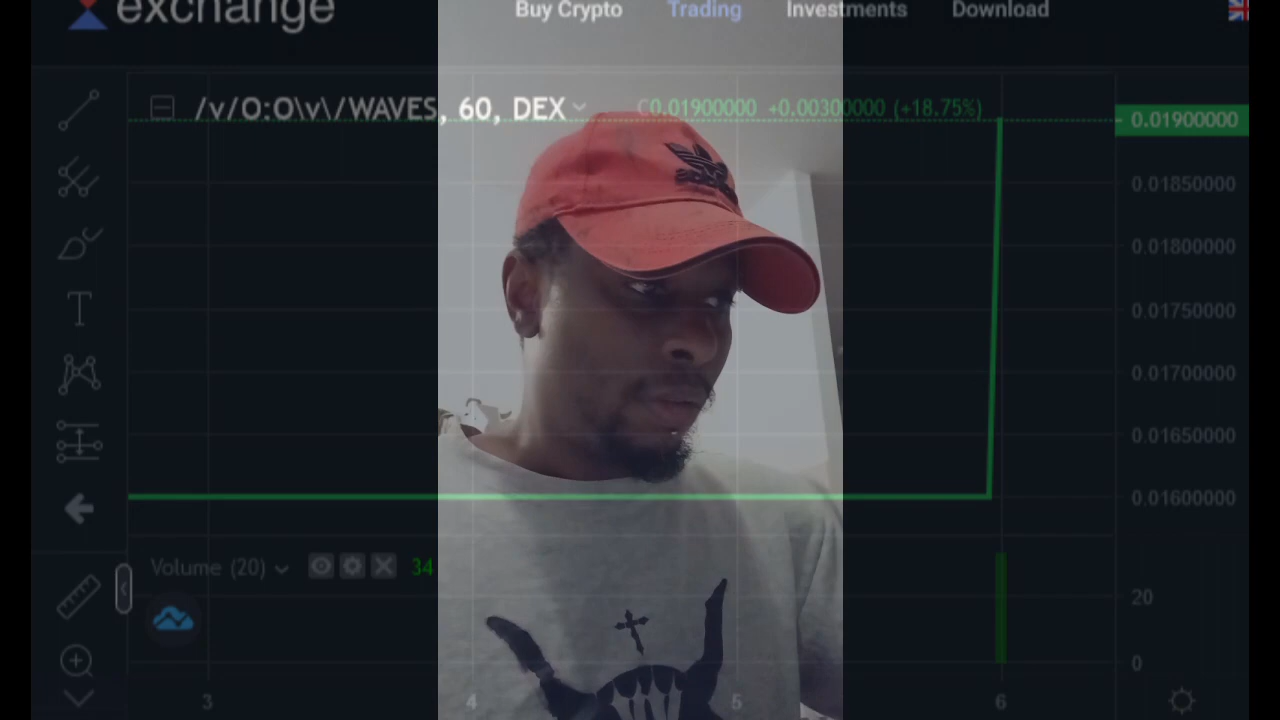 exchange
Buy Crypto Trading Investments Download
/v/O:O\v\/WAVES, 60, DEX C0.01900000 +0.00300000 (+18.75%)
0.01900000
0.01850000
0.01800000
0.01750000
0.01700000
0.01650000
0.01600000
Volume (20) 34
20
0
3 4 5 6